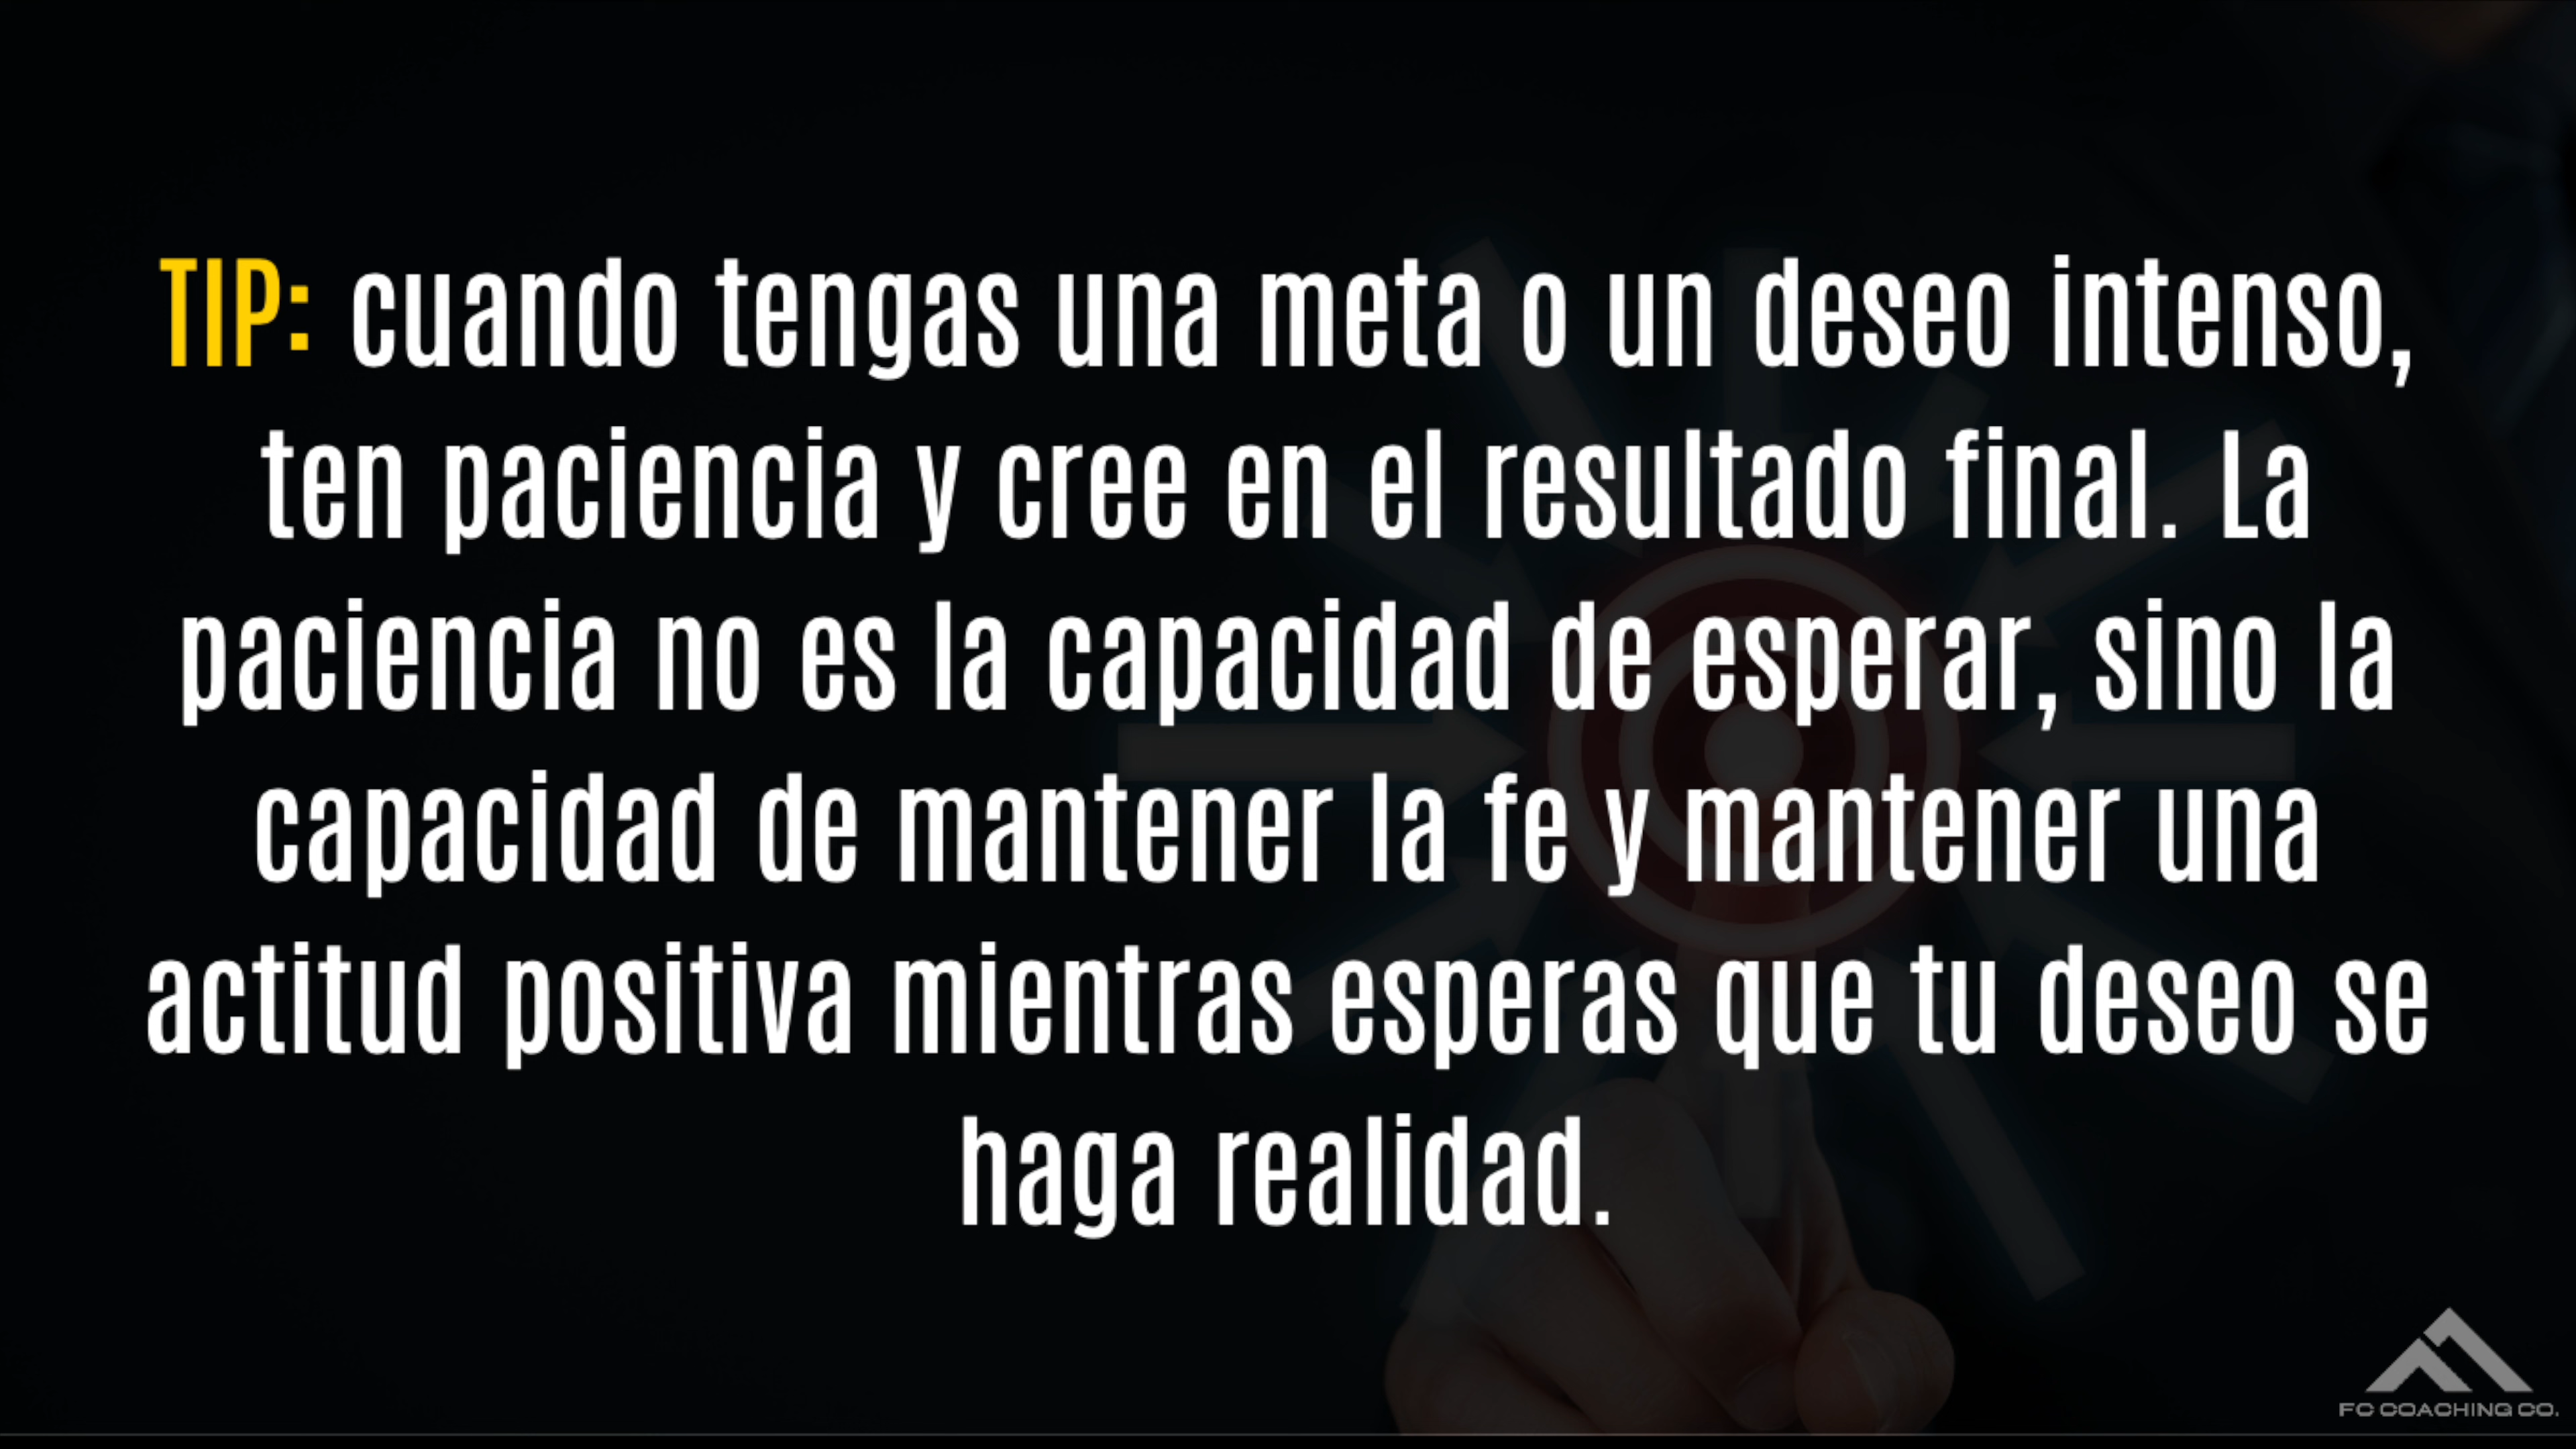 TIP: cuando tengas una meta o un deseo intenso,
ten paciencia y cree en el resultado final. La
paciencia no es la capacidad de esperar, sino la
capacidad de mantener la fe y mantener una
actitud positiva mientras esperas que tu deseo se
haga realidad.
FC COACHING CO.